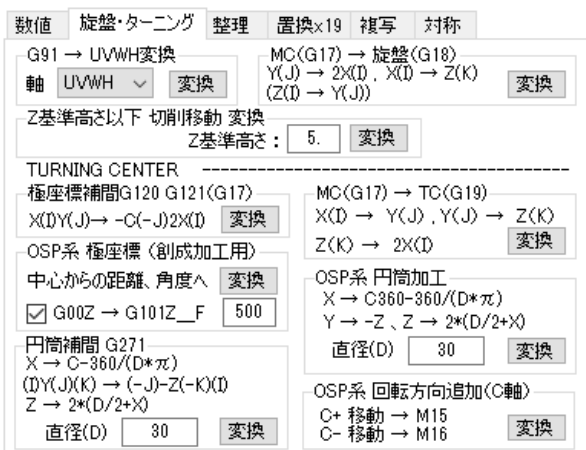 数値 旋盤・ターニング 整理 置換×19 複写 対称
G91 → UVWH変換
軸 UVWH 変換
MC(G17) → 旋盤(G18)
Y(J) → 2X(I) , X(I) → Z(K)
(Z(I) → Y(J))
変換
Z基準高さ以下 切削移動 変換
Z基準高さ : 5. 変換
TURNING CENTER ----------------------------------------
極座標補間G120 G121(G17)
X(I)Y(J)→ -C(-J)2X(I) 変換
MC(G17) → TC(G19)
X(I) → Y(J) , Y(J) → Z(K)
Z(K) → 2X(I) 変換
OSP系 極座標 (創成加工用)
中心からの距離、角度へ 変換
G00Z → G101Z__F 500
OSP系 円筒加工
X → C360-360/(D*π)
Y → -Z 、Z → 2*(D/2+X)
直径(D) 30 変換
円筒補間 G271
X → C-360/(D*π)
(I)Y(J)(K) → (-J)-Z(-K)(I)
Z → 2*(D/2+X)
直径(D) 30 変換
OSP系 回転方向追加(C軸)
C+ 移動 → M15
C- 移動 → M16
変換